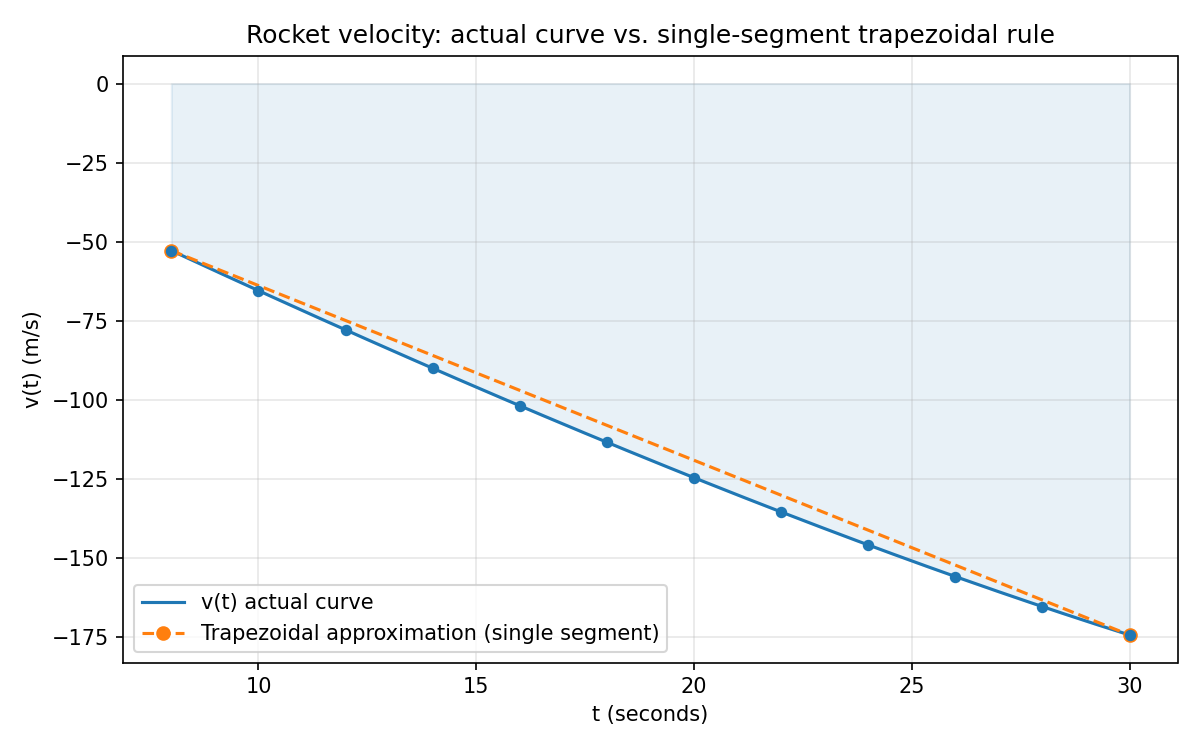 Rocket velocity: actual curve vs. single-segment trapezoidal rule
v(t) (m/s)
0
−25
−50
−75
−100
−125
−150
−175
v(t) actual curve
Trapezoidal approximation (single segment)
10 15 20 25 30
t (seconds)